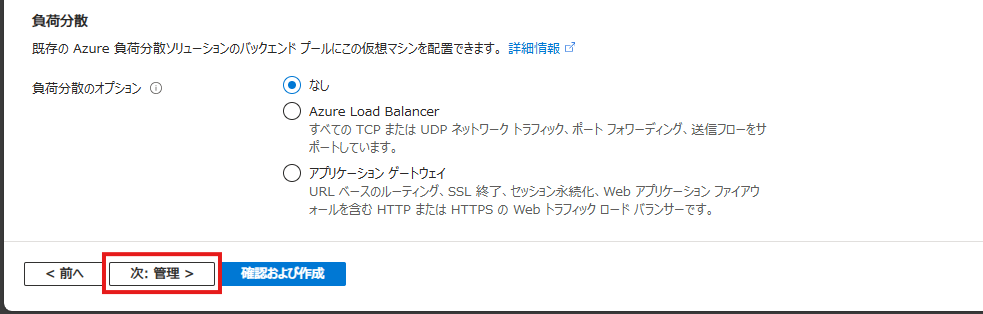 負荷分散
既存の Azure 負荷分散ソリューションのバックエンド プールにこの仮想マシンを配置できます。 詳細情報
負荷分散のオプション
なし
Azure Load Balancer
すべての TCP または UDP ネットワーク トラフィック、ポート フォワーディング、送信フローをサ
ポートしています。
アプリケーション ゲートウェイ
URL ベースのルーティング、SSL 終了、セッション永続化、Web アプリケーション ファイアウ
ォールを含む HTTP または HTTPS の Web トラフィック ロード バランサーです。
< 前へ
次: 管理 >
確認および作成